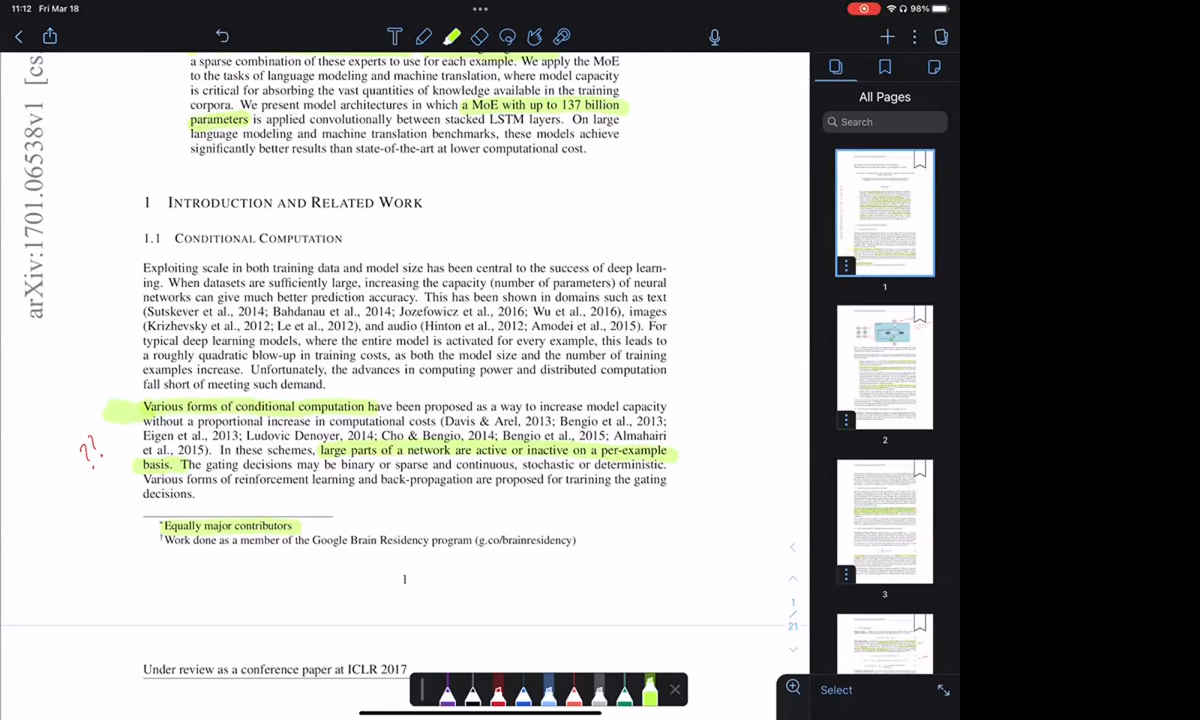 11:12 Fri Mar 18
98%
T
a sparse combination of these experts to use for each example. We apply the MoE
to the tasks of language modeling and machine translation, where model capacity
is critical for absorbing the vast quantities of knowledge available in the training
corpora. We present model architectures in which a MoE with up to 137 billion
parameters is applied convolutionally between stacked LSTM layers. On large
language modeling and machine translation benchmarks, these models achieve
significantly better results than state-of-the-art at lower computational cost.
arXiv:1701.06538v1 [cs
1 INTRODUCTION AND RELATED WORK
1.1 CONDITIONAL COMPUTATION
Exploiting scale in both training data and model size has been central to the success of deep learn-
ing. When datasets are sufficiently large, increasing the capacity (number of parameters) of neural
networks can give much better prediction accuracy. This has been shown in domains such as text
(Sutskever et al., 2014; Bahdanau et al., 2014; Jozefowicz et al., 2016; Wu et al., 2016), images
(Krizhevsky et al., 2012; Le et al., 2012), and audio (Hinton et al., 2012; Amodei et al., 2015). For
typical deep learning models, where the entire model is activated for every example, this leads to
a roughly quadratic blow-up in training costs, as both the model size and the number of training
examples increase. Unfortunately, the advances in computing power and distributed computation
fall short of meeting such demand.
Various forms of conditional computation have been proposed as a way to increase model capacity
without a proportional increase in computational costs (Davis & Arel, 2013; Bengio et al., 2013;
Eigen et al., 2013; Ludovic Denoyer, 2014; Cho & Bengio, 2014; Bengio et al., 2015; Almahairi
et al., 2015). In these schemes, large parts of a network are active or inactive on a per-example
basis. The gating decisions may be binary or sparse and continuous, stochastic or deterministic.
Various forms of reinforcement learning and back-propagation are proposed for trarining the gating
decisions.
??
*Equally major contributors
†Work done as a member of the Google Brain Residency program (g.co/brainresidency)
1
Under review as a conference paper at ICLR 2017
1
/
21
All Pages
Search
1
2
3
Select